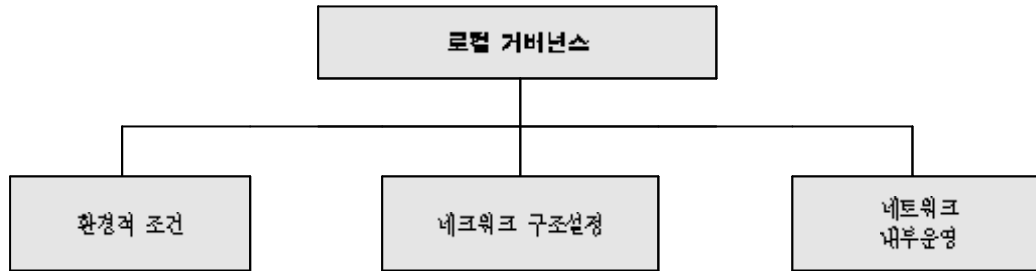 로컬 거버넌스
환경적 조건
네크워크 구조설정
네트워크
내부운영